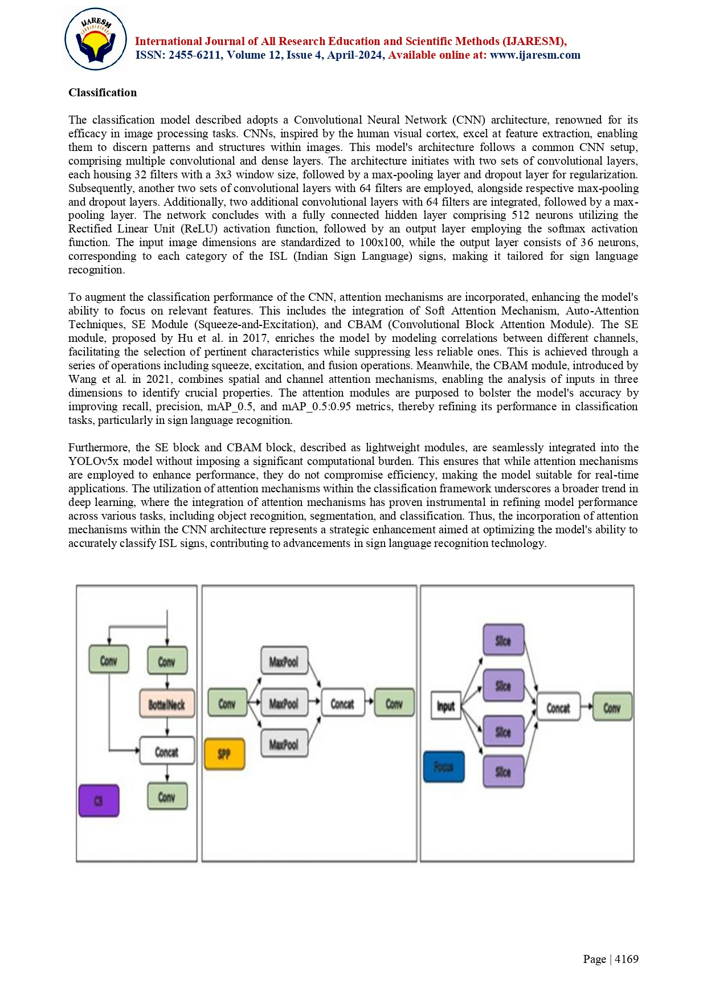 IJARESM
International Journal of All Research Education and Scientific Methods (IJARESM),
ISSN: 2455-6211, Volume 12, Issue 4, April-2024, Available online at: www.ijaresm.com
Classification
The classification model described adopts a Convolutional Neural Network (CNN) architecture, renowned for its
efficacy in image processing tasks. CNNs, inspired by the human visual cortex, excel at feature extraction, enabling
them to discern patterns and structures within images. This model's architecture follows a common CNN setup,
comprising multiple convolutional and dense layers. The architecture initiates with two sets of convolutional layers,
each housing 32 filters with a 3x3 window size, followed by a max-pooling layer and dropout layer for regularization.
Subsequently, another two sets of convolutional layers with 64 filters are employed, alongside respective max-pooling
and dropout layers. Additionally, two additional convolutional layers with 64 filters are integrated, followed by a max-
pooling layer. The network concludes with a fully connected hidden layer comprising 512 neurons utilizing the
Rectified Linear Unit (ReLU) activation function, followed by an output layer employing the softmax activation
function. The input image dimensions are standardized to 100x100, while the output layer consists of 36 neurons,
corresponding to each category of the ISL (Indian Sign Language) signs, making it tailored for sign language
recognition.
To augment the classification performance of the CNN, attention mechanisms are incorporated, enhancing the model's
ability to focus on relevant features. This includes the integration of Soft Attention Mechanism, Auto-Attention
Techniques, SE Module (Squeeze-and-Excitation), and CBAM (Convolutional Block Attention Module). The SE
module, proposed by Hu et al. in 2017, enriches the model by modeling correlations between different channels,
facilitating the selection of pertinent characteristics while suppressing less reliable ones. This is achieved through a
series of operations including squeeze, excitation, and fusion operations. Meanwhile, the CBAM module, introduced by
Wang et al. in 2021, combines spatial and channel attention mechanisms, enabling the analysis of inputs in three
dimensions to identify crucial properties. The attention modules are purposed to bolster the model's accuracy by
improving recall, precision, mAP_0.5, and mAP_0.5:0.95 metrics, thereby refining its performance in classification
tasks, particularly in sign language recognition.
Furthermore, the SE block and CBAM block, described as lightweight modules, are seamlessly integrated into the
YOLOv5x model without imposing a significant computational burden. This ensures that while attention mechanisms
are employed to enhance performance, they do not compromise efficiency, making the model suitable for real-time
applications. The utilization of attention mechanisms within the classification framework underscores a broader trend in
deep learning, where the integration of attention mechanisms has proven instrumental in refining model performance
across various tasks, including object recognition, segmentation, and classification. Thus, the incorporation of attention
mechanisms within the CNN architecture represents a strategic enhancement aimed at optimizing the model's ability to
accurately classify ISL signs, contributing to advancements in sign language recognition technology.
Conv
Conv
BottelNeck
Concat
Conv
C3
Conv
MaxPool
MaxPool
MaxPool
Concat
Conv
SPP
Input
Slice
Slice
Slice
Slice
Concat
Conv
Focus
Page | 4169